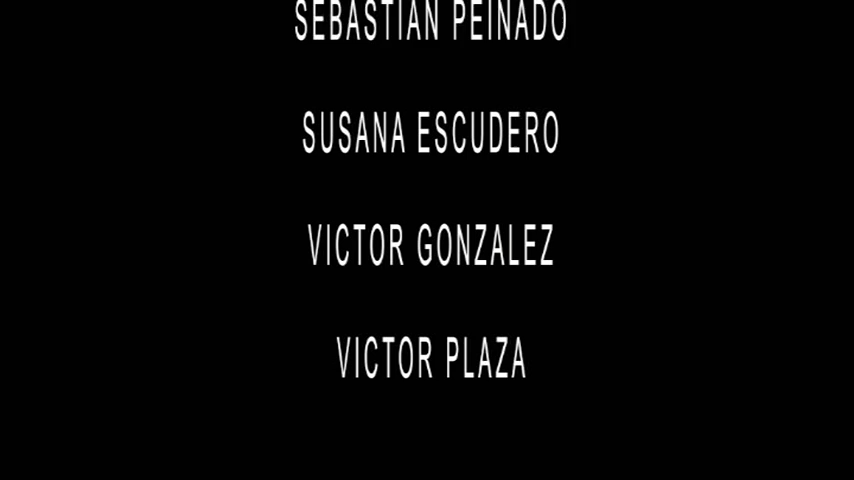 SEBASTIAN PEINADO
SUSANA ESCUDERO
VICTOR GONZALEZ
VICTOR PLAZA